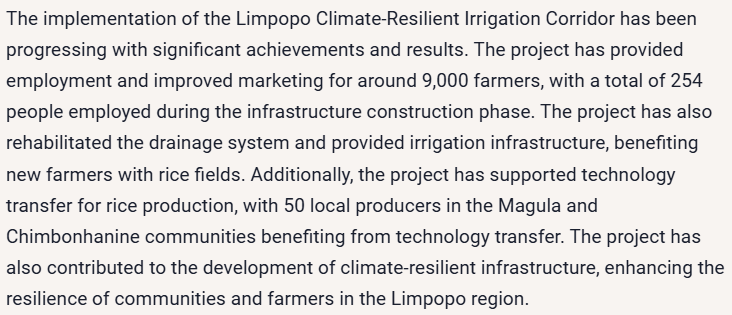 The implementation of the Limpopo Climate-Resilient Irrigation Corridor has been
progressing with significant achievements and results. The project has provided
employment and improved marketing for around 9,000 farmers, with a total of 254
people employed during the infrastructure construction phase. The project has also
rehabilitated the drainage system and provided irrigation infrastructure, benefiting
new farmers with rice fields. Additionally, the project has supported technology
transfer for rice production, with 50 local producers in the Magula and
Chimbonhanine communities benefiting from technology transfer. The project has
also contributed to the development of climate-resilient infrastructure, enhancing the
resilience of communities and farmers in the Limpopo region.